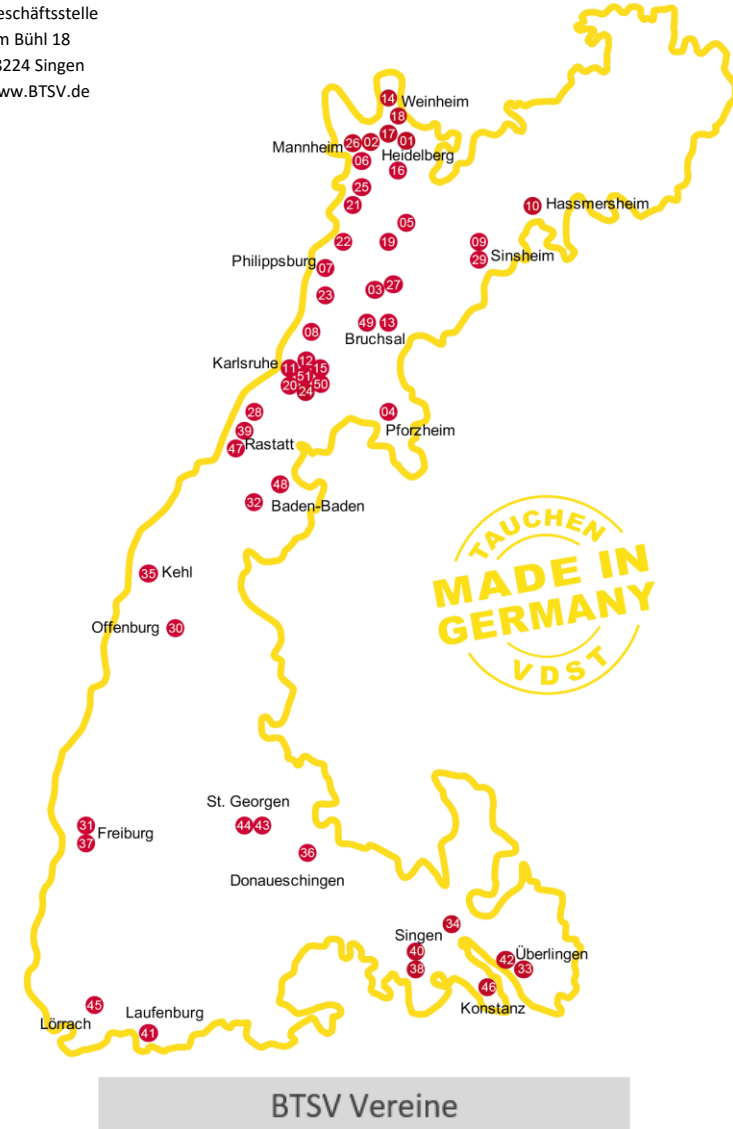 eschäftsstelle
m Bühl 18
8224 Singen
ww.BTSV.de
14
Weinheim
18
17
Mannheim 26 02 01
Heidelberg
06
16
25
21
10 Hassmersheim
05
22 19 09
29 Sinsheim
Philippsburg 07
03 27
23
49 13
08
Bruchsal
Karlsruhe 12
11 15
51
20 50
24
28 04
39 Pforzheim
47 Rastatt
48
32 Baden-Baden
TAUCHEN
MADE IN
GERMANY
VDST
35 Kehl
Offenburg 30
St. Georgen
31 44 43
Freiburg
37
36
Donaueschingen
34
Singen
40 Überlingen
42
38 33
46
Konstanz
45
Lörrach Laufenburg
41
BTSV Vereine